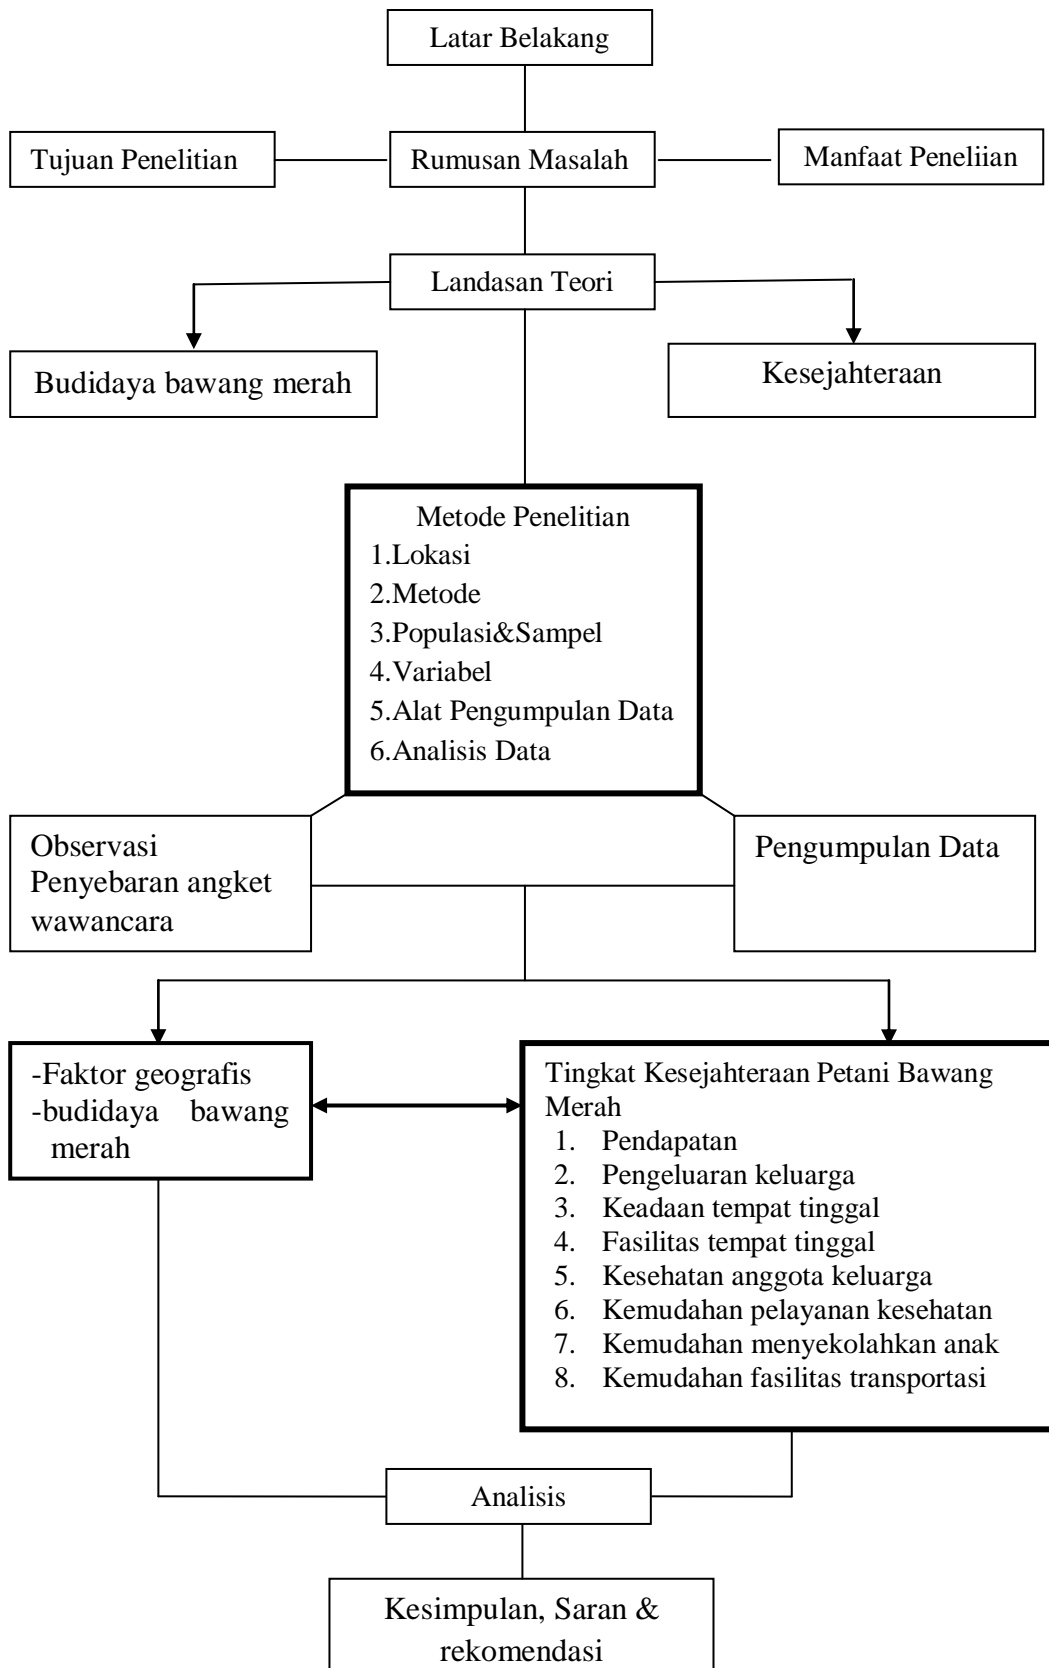 Latar Belakang
Tujuan Penelitian
Rumusan Masalah
Manfaat Peneliian
Landasan Teori
Budidaya bawang merah
Kesejahteraan
Metode Penelitian
1.Lokasi
2.Metode
3.Populasi&Sampel
4.Variabel
5.Alat Pengumpulan Data
6.Analisis Data
Observasi
Penyebaran angket
wawancara
Pengumpulan Data
-Faktor geografis
-budidaya bawang
merah
Tingkat Kesejahteraan Petani Bawang
Merah
1. Pendapatan
2. Pengeluaran keluarga
3. Keadaan tempat tinggal
4. Fasilitas tempat tinggal
5. Kesehatan anggota keluarga
6. Kemudahan pelayanan kesehatan
7. Kemudahan menyekolahkan anak
8. Kemudahan fasilitas transportasi
Analisis
Kesimpulan, Saran &
rekomendasi